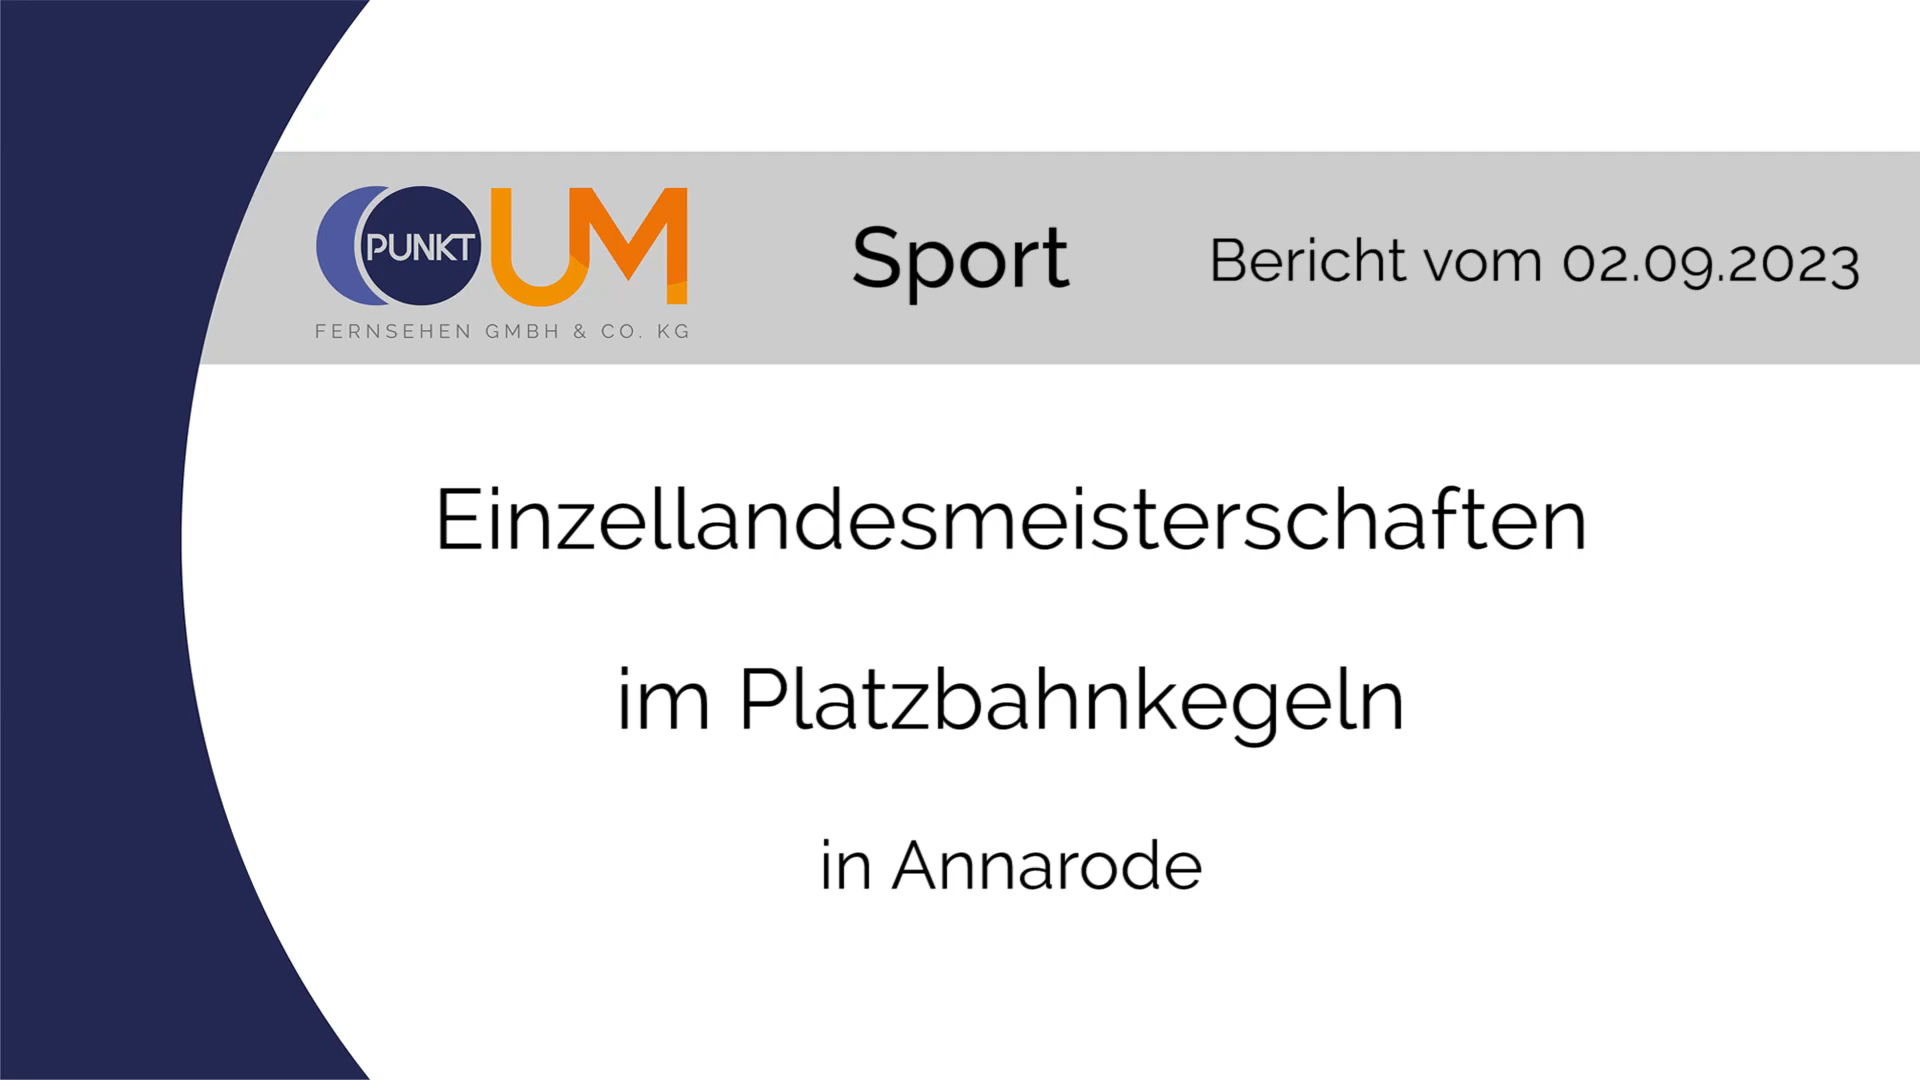 PUNKT UM
FERNSEHEN GMBH & CO. KG
Sport
Bericht vom 02.09.2023
Einzellandesmeisterschaften
im Platzbahnkegeln
in Annarode